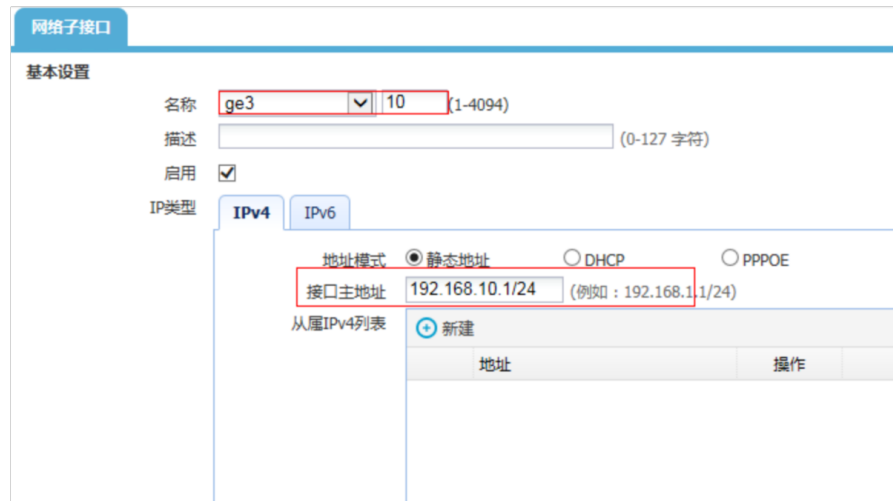 网络子接口
基本设置
名称 ge3 10 (1-4094)
描述 (0-127 字符)
启用
IP类型 IPv4 IPv6
地址模式 静态地址 DHCP PPPOE
接口主地址 192.168.10.1/24 (例如：192.168.1.1/24)
从属IPv4列表 新建
地址 操作